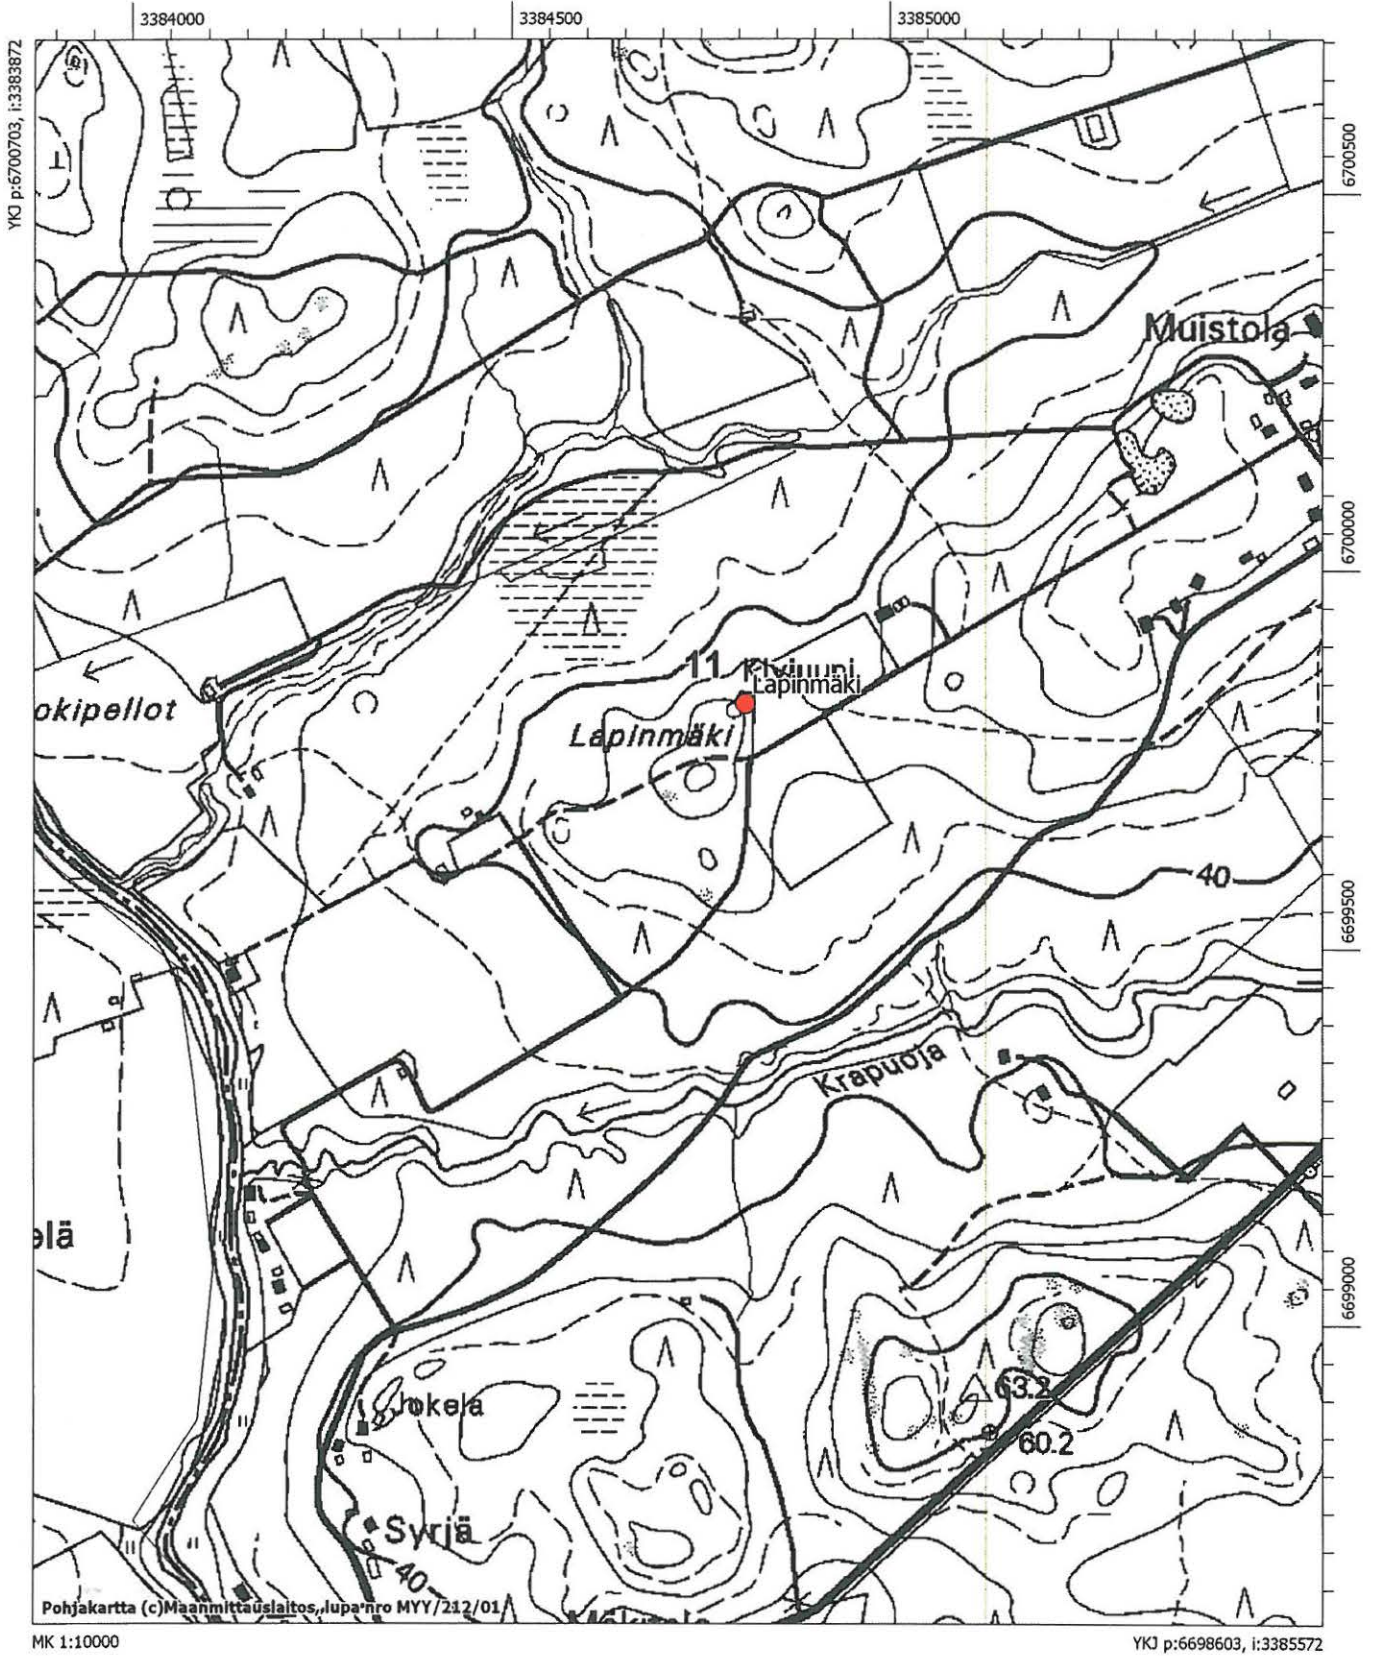 3384000
3384500
3385000
YKJ p:6700703, i:3383872
6700500
Muistola
6700000
11 Kiviuuni
Lapinmäki
okipellot
Lapinmäki
40
6699500
Krapuoja
elä
6699000
63.2
Jokela
60.2
Syrjä
40
Pohjakartta (c)Maanmittauslaitos, lupa nro MYY/212/01
MK 1:10000
YKJ p:6698603, i:3385572